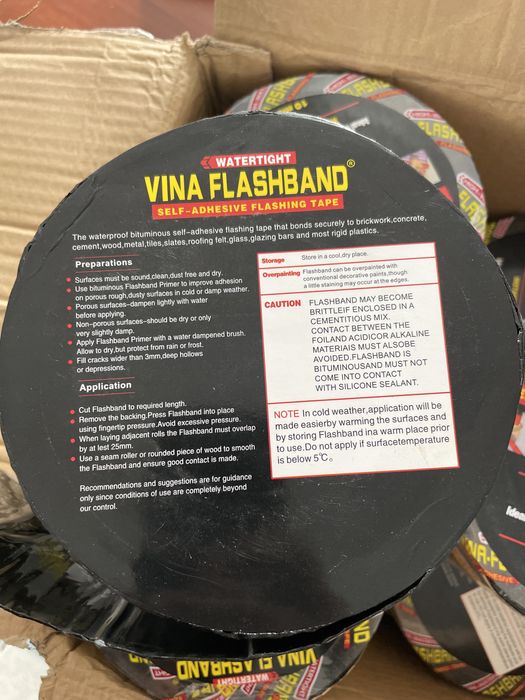 WATERTIGHT
VINA FLASHBAND®
SELF-ADHESIVE FLASHING TAPE
The waterproof bituminous self-adhesive flashing tape that bonds securely to brickwork,concrete,
cement,wood,metal,tiles,slates,roofing felt,glass,glazing bars and most rigid plastics.
Preparations
• Surfaces must be sound,clean,dust free and dry.
• Use bituminous Flashband Primer to improve adhesion
on porous rough,dusty surfaces in cold or damp weather.
• Porous surfaces-dampen lightly with water
before applying.
• Non-porous surfaces-should be dry or only
very slightly damp.
• Apply Flashband Primer with a water dampened brush.
Allow to dry,but protect from rain or frost.
• Fill cracks wider than 3mm,deep hollows
or depressions.
Application
• Cut Flashband to required length.
• Remove the backing.Press Flashband into place
using fingertip pressure.Avoid excessive pressure.
• When laying adjacent rolls the Flashband must overlap
by at lest 25mm.
• Use a seam roller or rounded piece of wood to smooth
the Flashband and ensure good contact is made.
Recommendations and suggestions are for guidance
only since conditions of use are completely beyond
our control.
Storage Store in a cool,dry place.
Overpainting Flashband can be overpainted with
conventional decorative paints,though
a little staining may occur at the edges.
CAUTION FLASHBAND MAY BECOME
BRITTLEIF ENCLOSED IN A
CEMENTITIOUS MIX.
CONTACT BETWEEN THE
FOILAND ACIDICOR ALKALINE
MATERIAIS MUST ALSOBE
AVOIDED.FLASHBAND IS
BITUMINOUSAND MUST NOT
COME INTO CONTACT
WITH SILICONE SEALANT.
NOTE In cold weather,application will be
made easierby warming the surfaces and
by storing Flashband ina warm place prior
to use.Do not apply if surfacetemperature
is below 5℃。
VINA FLASHBAND
WATERTIGHT